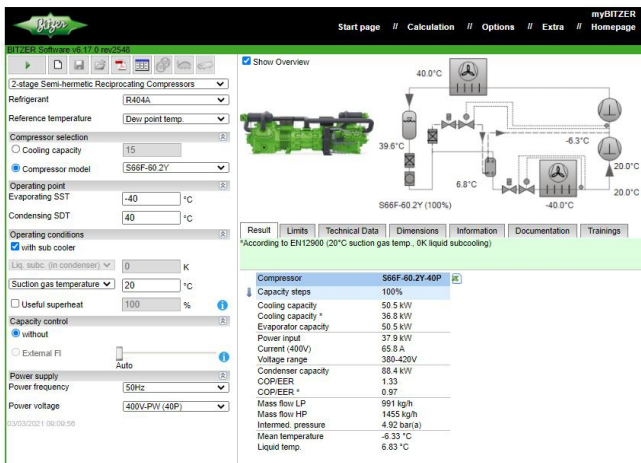 Bitzer
myBITZER
Start page // Calculation // Options // Extra // Homepage
BITZER Software v6.17.0 rev2548
2-stage Semi-hermetic Reciprocating Compressors
Refrigerant R404A
Reference temperature Dew point temp.
Compressor selection
Cooling capacity 15
Compressor model S66F-60.2Y
Operating point
Evaporating SST -40 °C
Condensing SDT 40 °C
Operating conditions
with sub cooler
Liq. subc. (in condenser) 0 K
Suction gas temperature 20 °C
Useful superheat 100 %
Capacity control
without
External FI
Auto
Power supply
Power frequency 50Hz
Power voltage 400V-PW (40P)
03/03/2021 09:09:56
Show Overview
40.0°C
39.6°C
-6.3°C
20.0°C
6.8°C
20.0°C
-40.0°C
S66F-60.2Y (100%)
Result Limits Technical Data Dimensions Information Documentation Trainings
*According to EN12900 (20°C suction gas temp., 0K liquid subcooling)
Compressor S66F-60.2Y-40P
Capacity steps 100%
Cooling capacity 50.5 kW
Cooling capacity * 36.8 kW
Evaporator capacity 50.5 kW
Power input 37.9 kW
Current (400V) 65.8 A
Voltage range 380-420V
Condenser capacity 88.4 kW
COP/EER 1.33
COP/EER * 0.97
Mass flow LP 991 kg/h
Mass flow HP 1455 kg/h
Intermed. pressure 4.92 bar(a)
Mean temperature -6.33 °C
Liquid temp. 6.83 °C